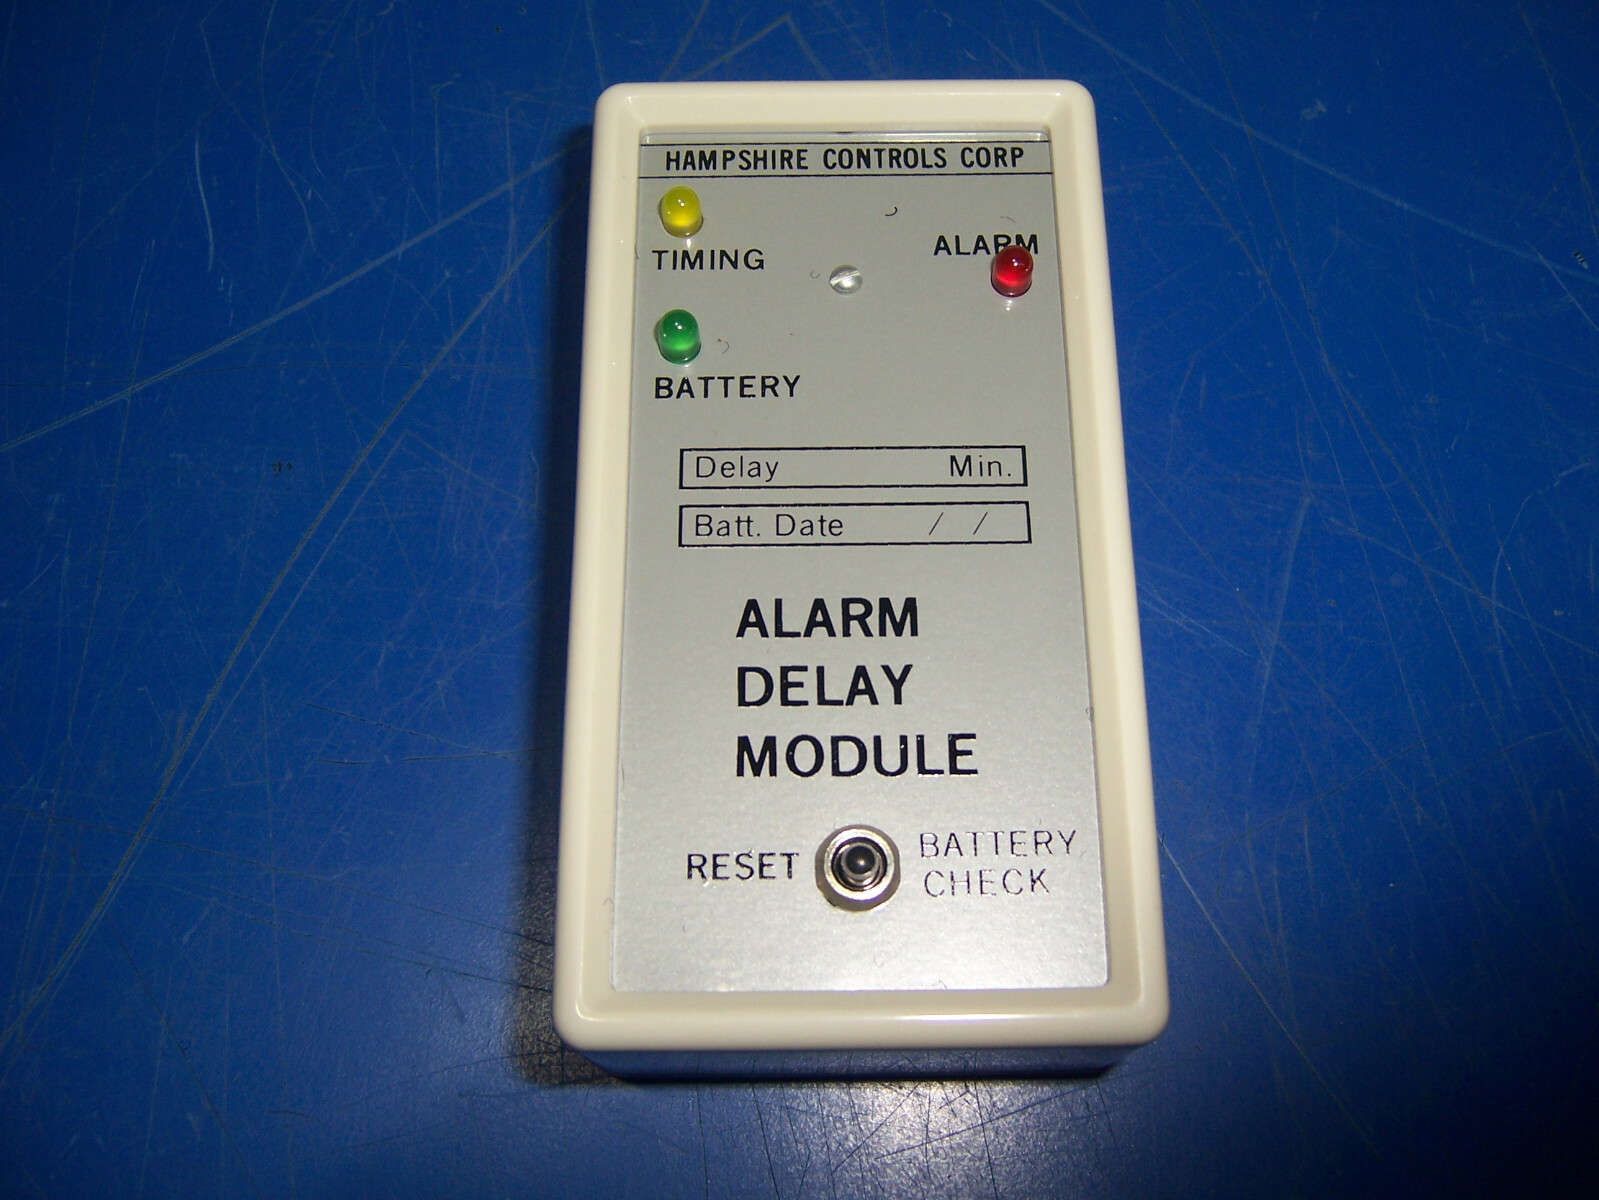 HAMPSHIRE CONTROLS CORP
TIMING
ALARM
BATTERY
Delay Min.
Batt. Date / /
ALARM
DELAY
MODULE
RESET
BATTERY
CHECK